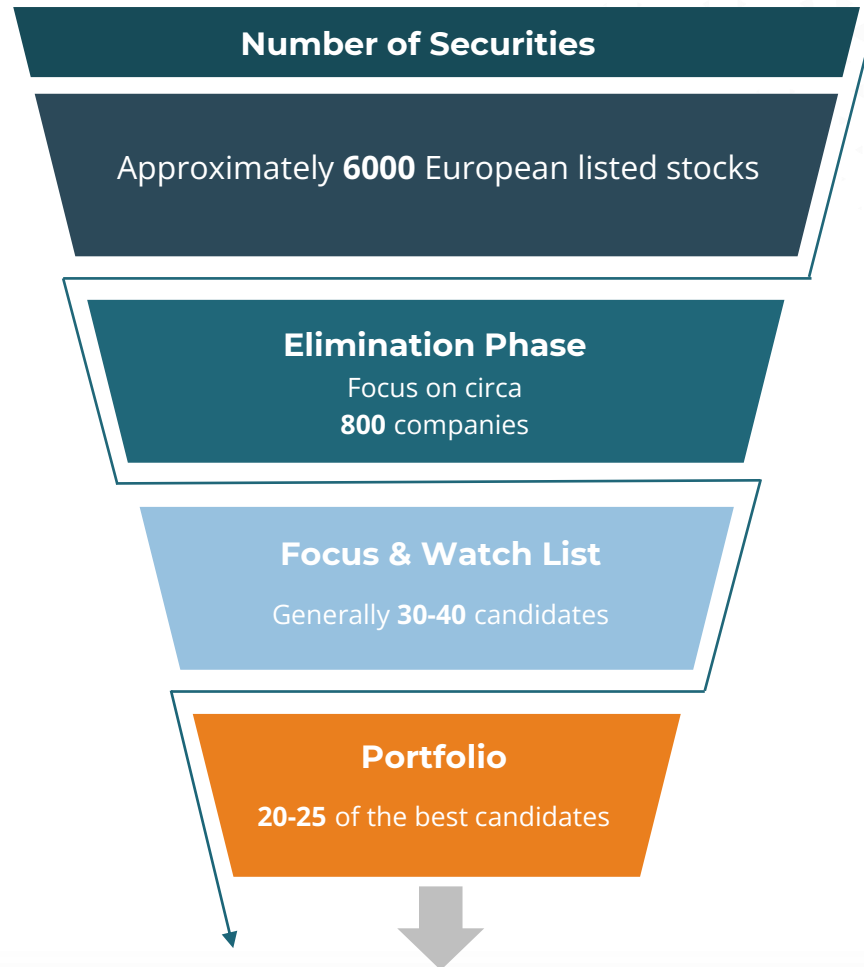 Number of Securities
Approximately 6000 European listed stocks
Elimination Phase
Focus on circa
800 companies
Focus & Watch List
Generally 30-40 candidates
Portfolio
20-25 of the best candidates